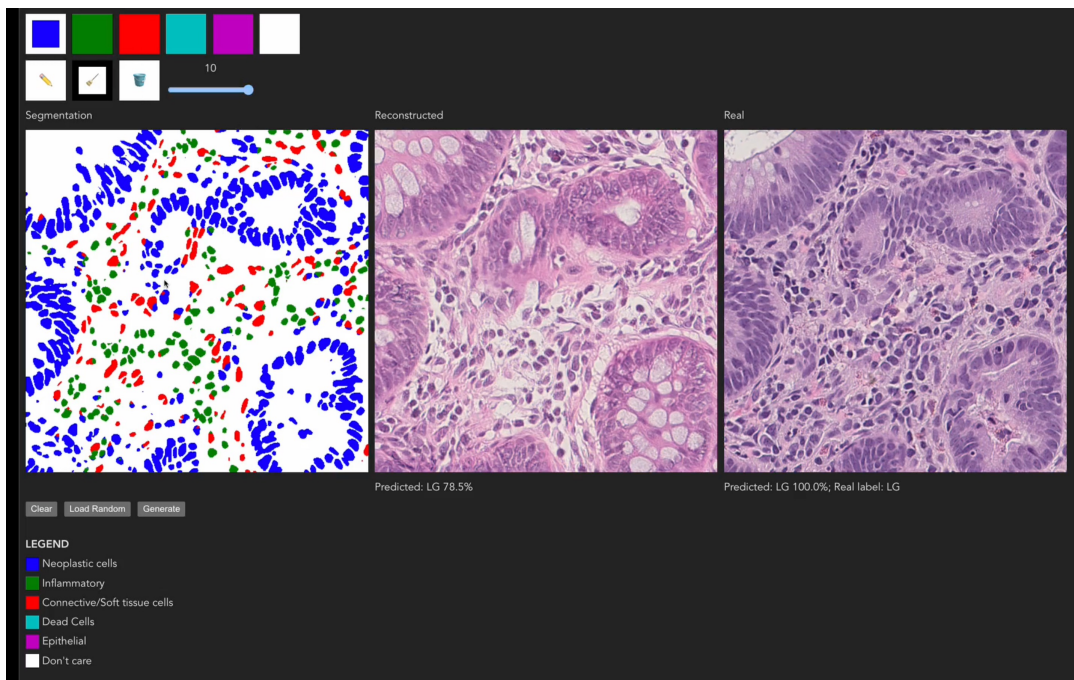 10
Segmentation
Reconstructed
Real
Predicted: LG 78.5%
Predicted: LG 100.0%; Real label: LG
Clear
Load Random
Generate
LEGEND
Neoplastic cells
Inflammatory
Connective/Soft tissue cells
Dead Cells
Epithelial
Don't care